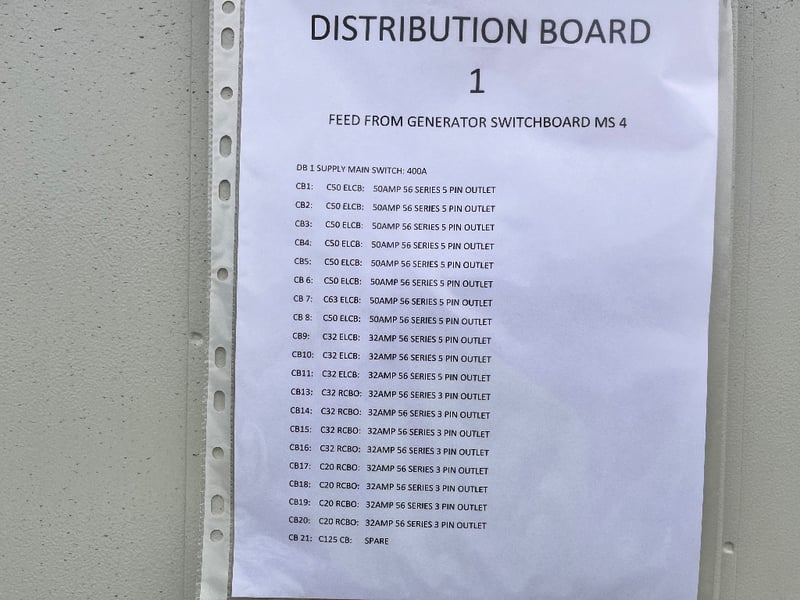 DISTRIBUTION BOARD
1
FEED FROM GENERATOR SWITCHBOARD MS 4
DB 1 SUPPLY MAIN SWITCH: 400A
CB1: C50 ELCB: 50AMP 56 SERIES 5 PIN OUTLET
CB2: C50 ELCB: 50AMP 56 SERIES 5 PIN OUTLET
CB3: C50 ELCB: 50AMP 56 SERIES 5 PIN OUTLET
CB4: C50 ELCB: 50AMP 56 SERIES 5 PIN OUTLET
CB5: C50 ELCB: 50AMP 56 SERIES 5 PIN OUTLET
CB 6: C50 ELCB: 50AMP 56 SERIES 5 PIN OUTLET
CB 7: C63 ELCB: 50AMP 56 SERIES 5 PIN OUTLET
CB 8: C50 ELCB: 50AMP 56 SERIES 5 PIN OUTLET
CB9: C32 ELCB: 32AMP 56 SERIES 5 PIN OUTLET
CB10: C32 ELCB: 32AMP 56 SERIES 5 PIN OUTLET
CB11: C32 ELCB: 32AMP 56 SERIES 5 PIN OUTLET
CB13: C32 RCBO: 32AMP 56 SERIES 3 PIN OUTLET
CB14: C32 RCBO: 32AMP 56 SERIES 3 PIN OUTLET
CB15: C32 RCBO: 32AMP 56 SERIES 3 PIN OUTLET
CB16: C32 RCBO: 32AMP 56 SERIES 3 PIN OUTLET
CB17: C20 RCBO: 32AMP 56 SERIES 3 PIN OUTLET
CB18: C20 RCBO: 32AMP 56 SERIES 3 PIN OUTLET
CB19: C20 RCBO: 32AMP 56 SERIES 3 PIN OUTLET
CB20: C20 RCBO: 32AMP 56 SERIES 3 PIN OUTLET
CB 21: C125 CB: SPARE